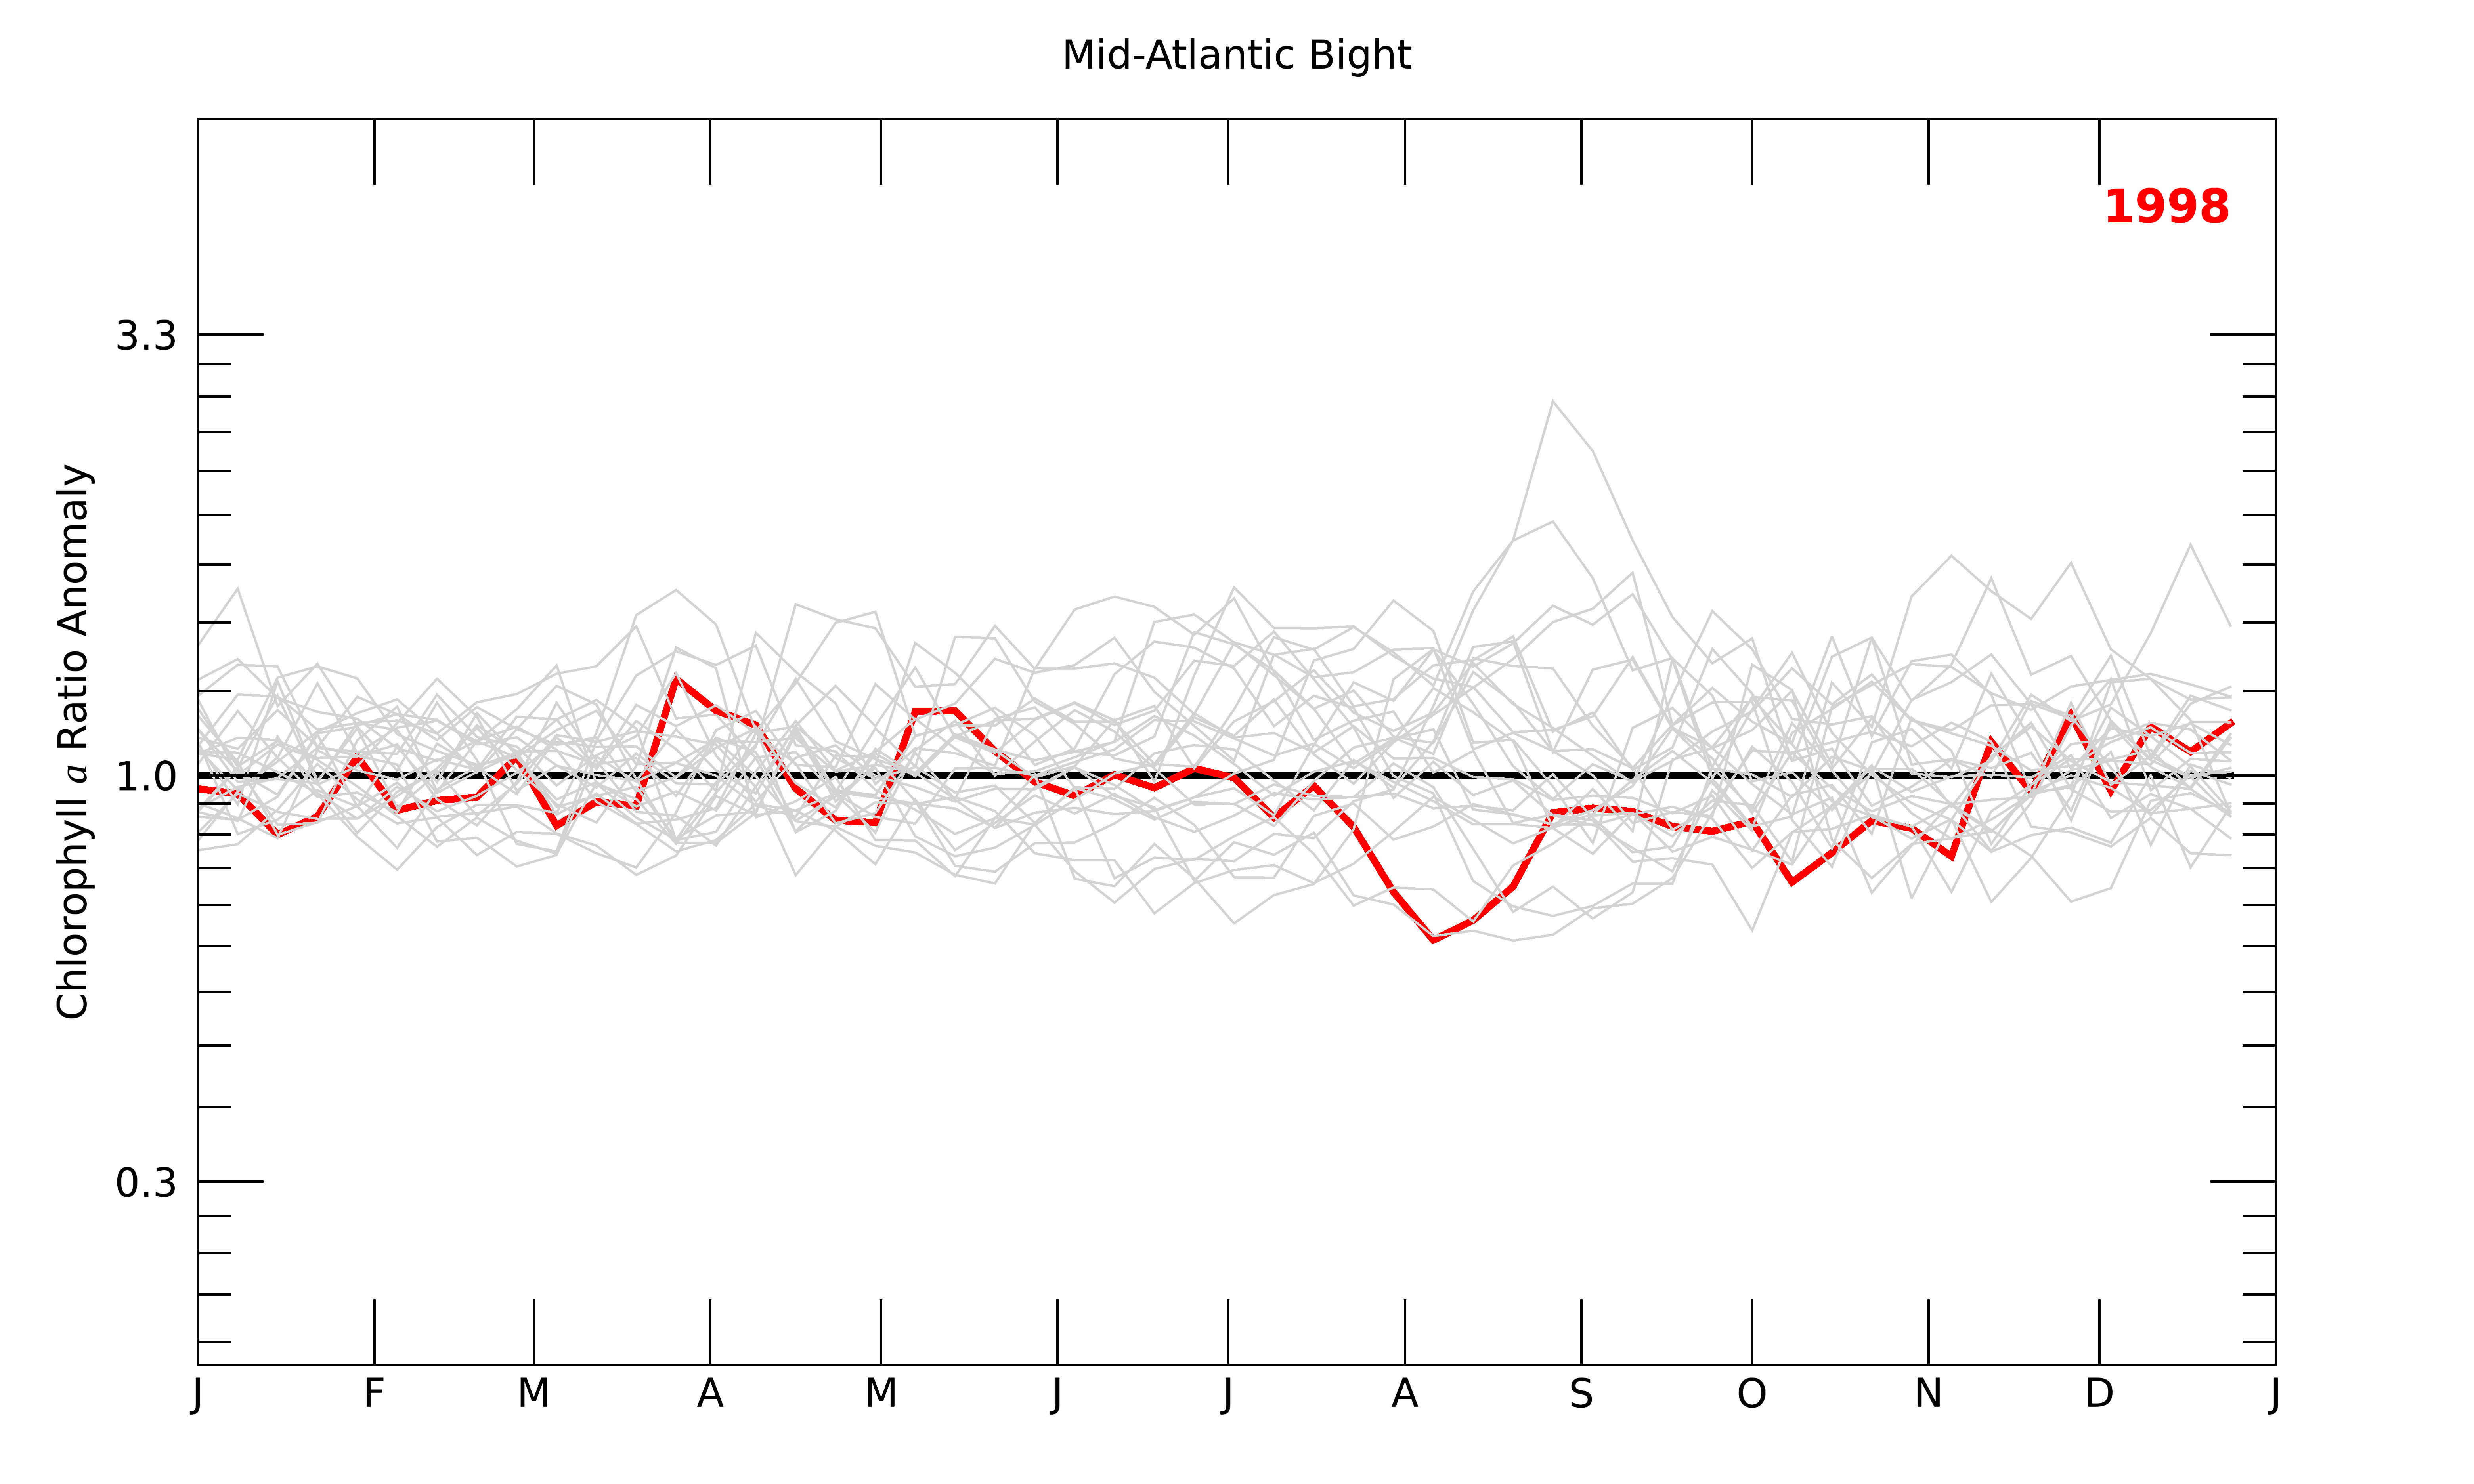 Mid-Atlantic Bight
1998
Chlorophyll a Ratio Anomaly
3.3
1.0
0.3
J F M A M J J A S O N D J